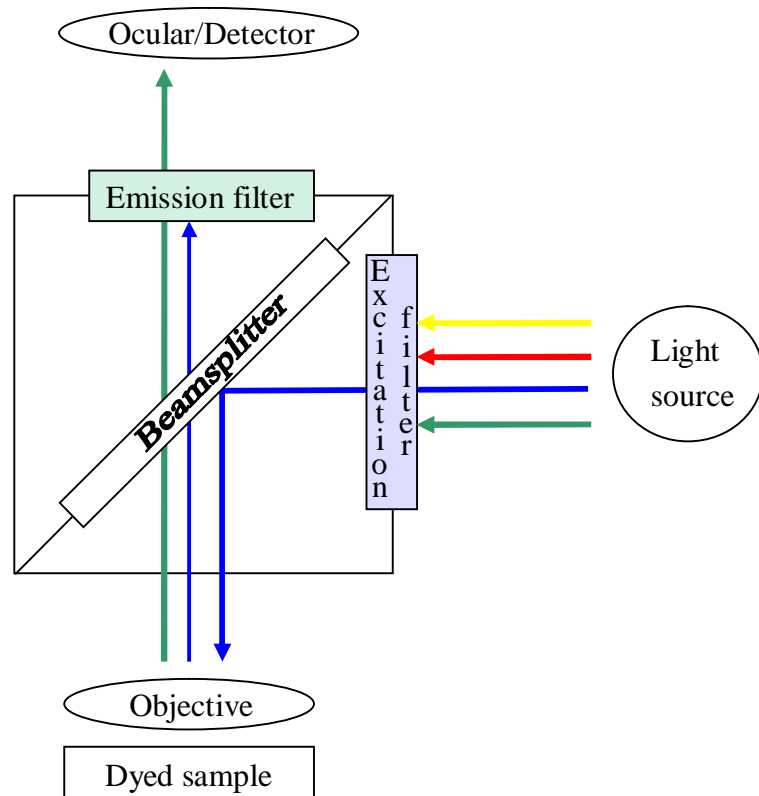 Ocular/Detector
Emission filter
Excitation
filter
Beamsplitter
Light
source
Objective
Dyed sample